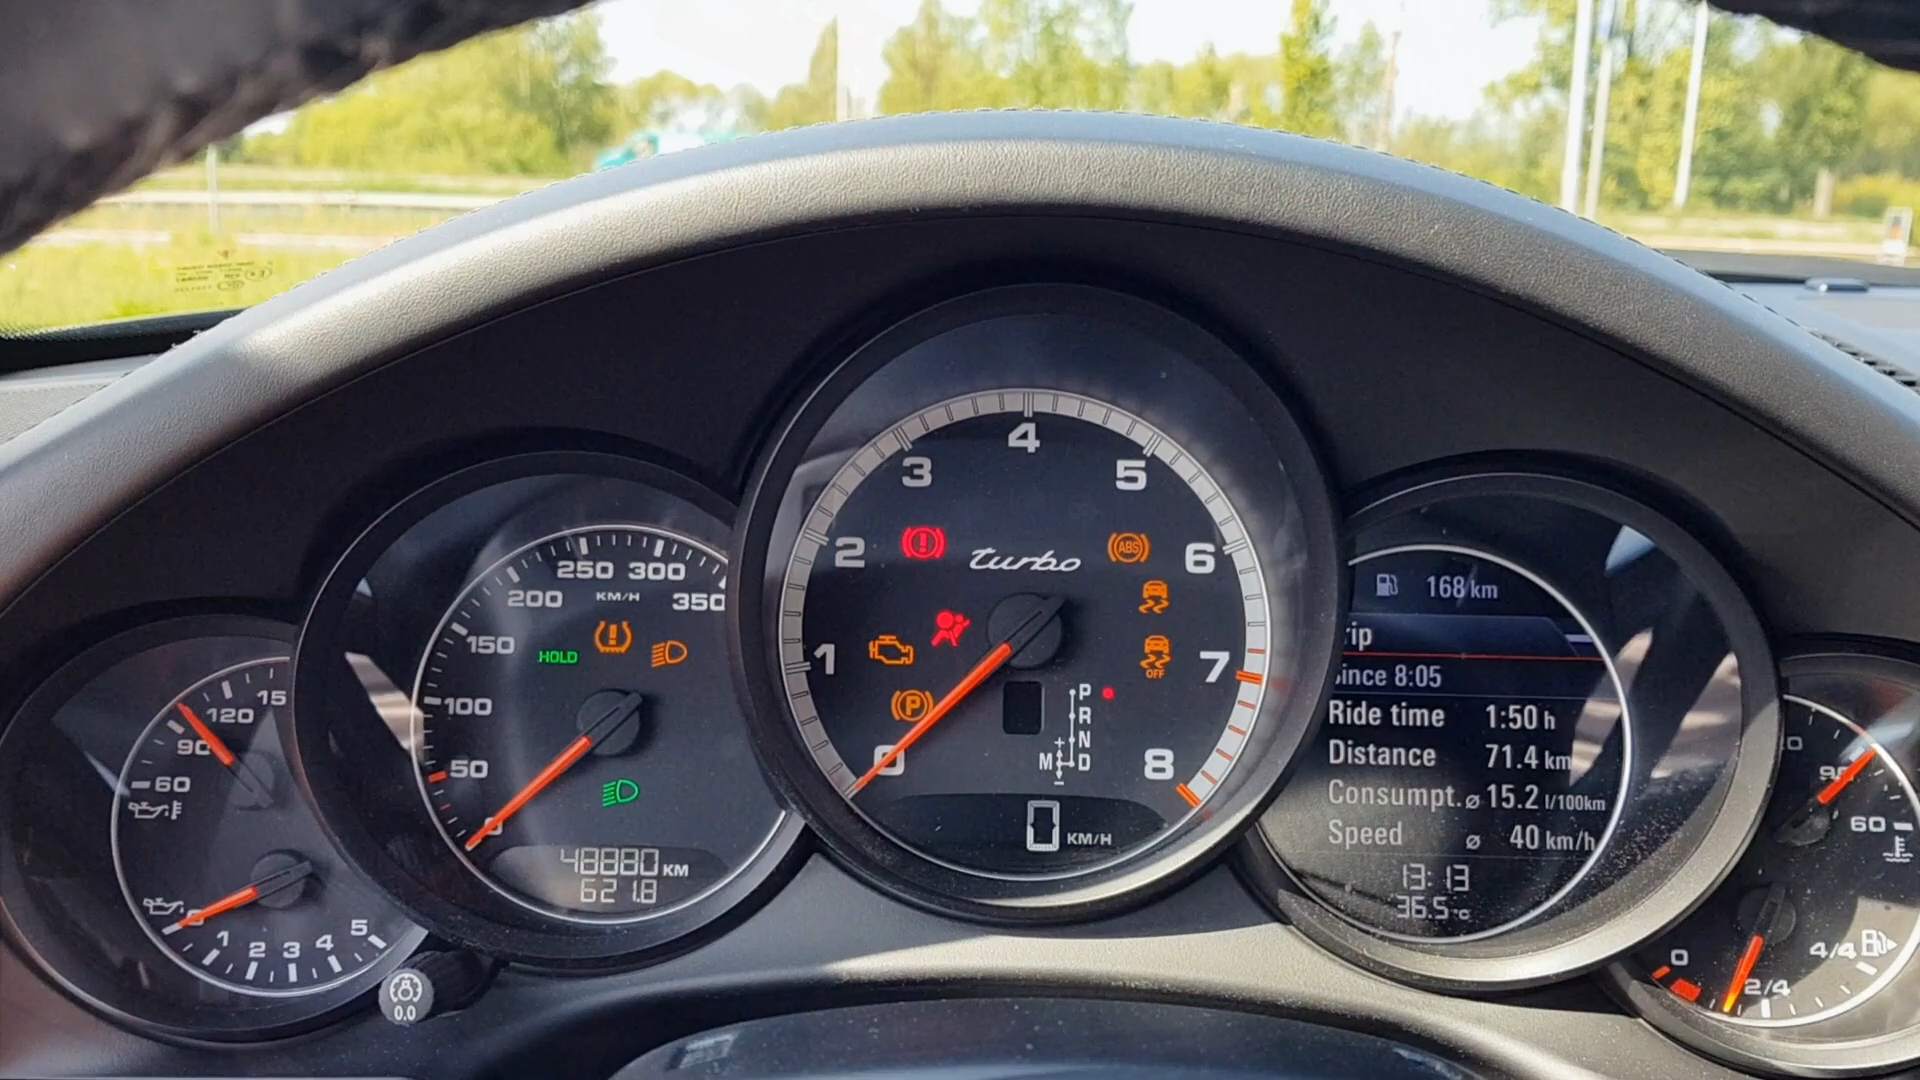 15
120
90
60
0
1
2
3
4
5
0.0
250 300
200 KM/H 350
150
HOLD
100
50
0
48880 KM
621.8
4
3
5
2
turbo
ABS
6
1
OFF
7
P
P
R
N
M
D
+
-
0
8
0 KM/H
168 km
rip
ince 8:05
Ride time 1:50 h
Distance 71.4 km
Consumpt. ø 15.2 l/100km
Speed ø 40 km/h
13:13
36.5 °C
60
0
2/4
4/4